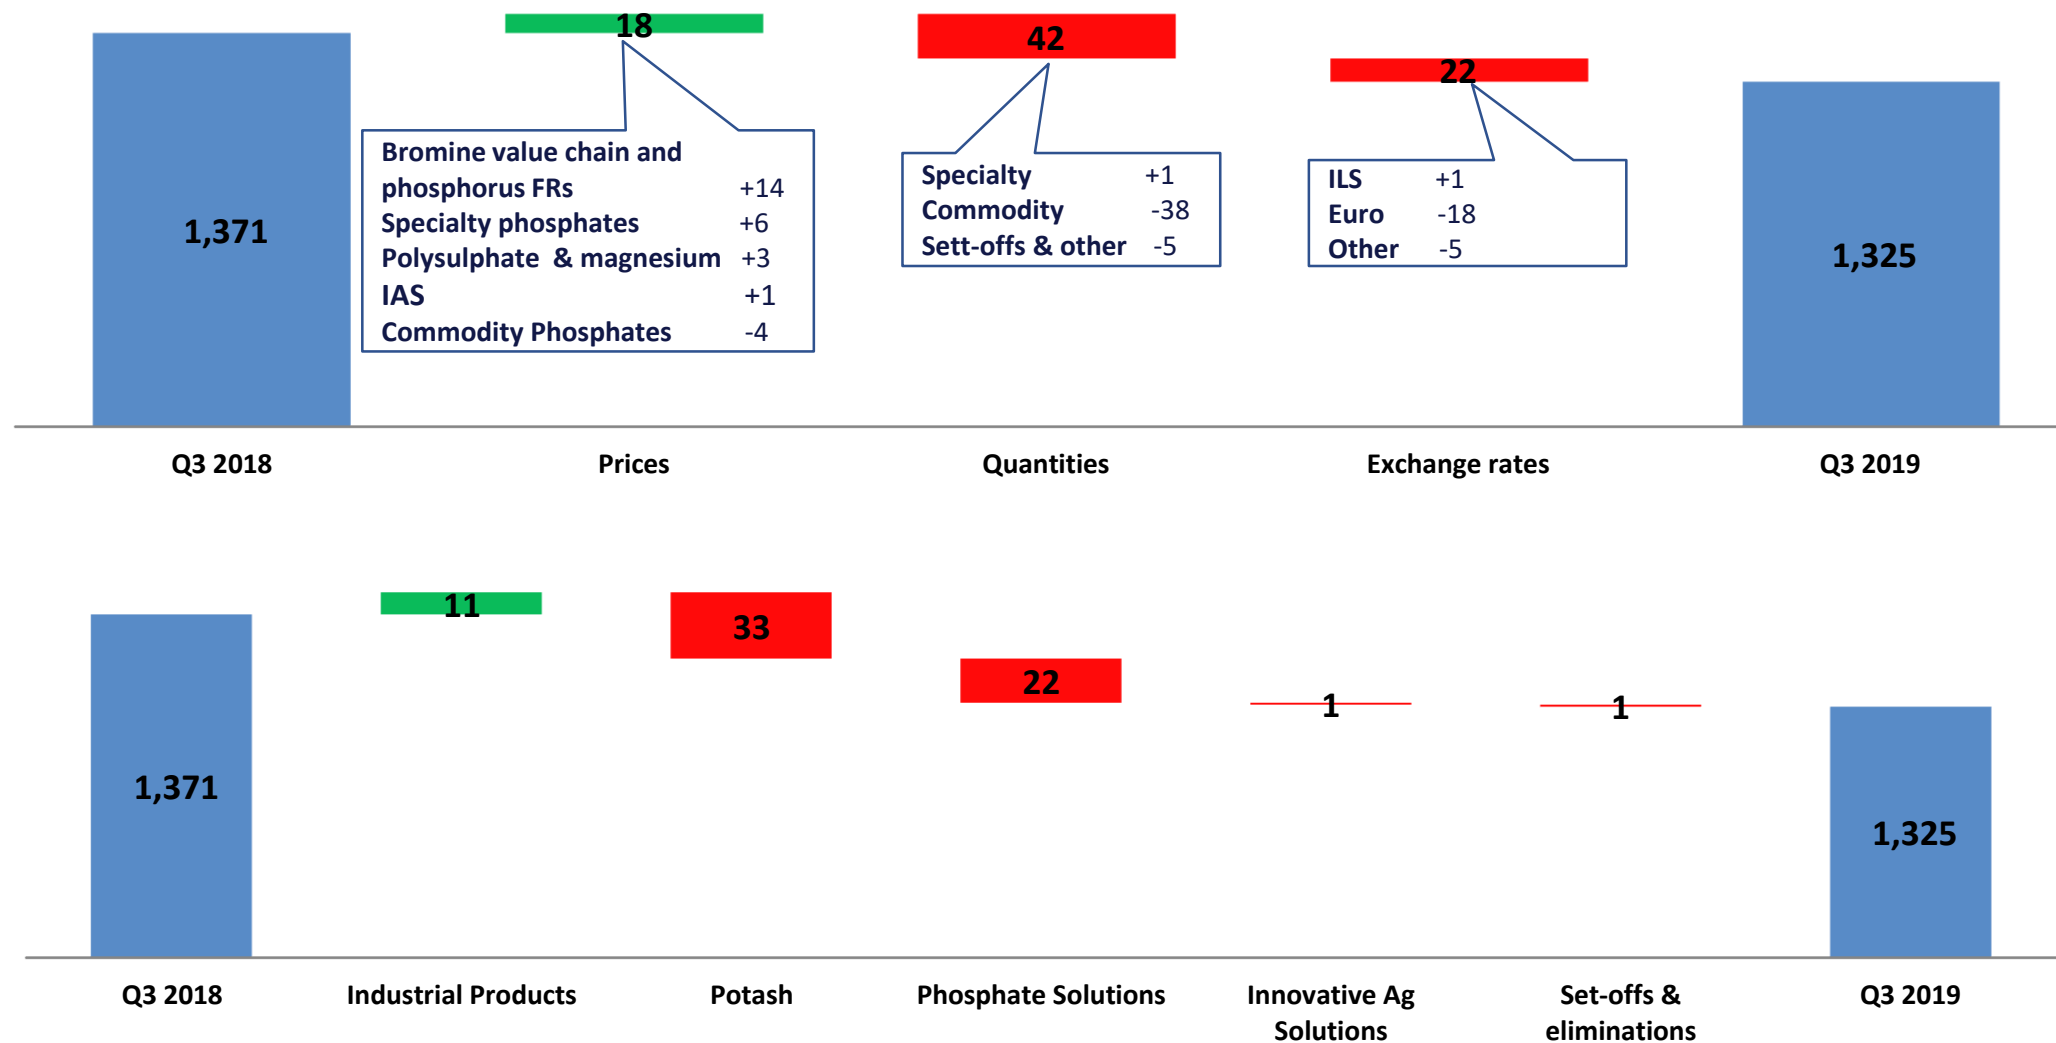 18
42
22
Bromine value chain and
phosphorus FRs +14
Specialty phosphates +6
Polysulphate & magnesium +3
IAS +1
Commodity Phosphates -4
Specialty +1
Commodity -38
Sett-offs & other -5
ILS +1
Euro -18
Other -5
1,371
1,325
Q3 2018 Prices Quantities Exchange rates Q3 2019
11
33
22
1
1
1,371
1,325
Q3 2018 Industrial Products Potash Phosphate Solutions Innovative Ag Set-offs & Q3 2019
Solutions eliminations